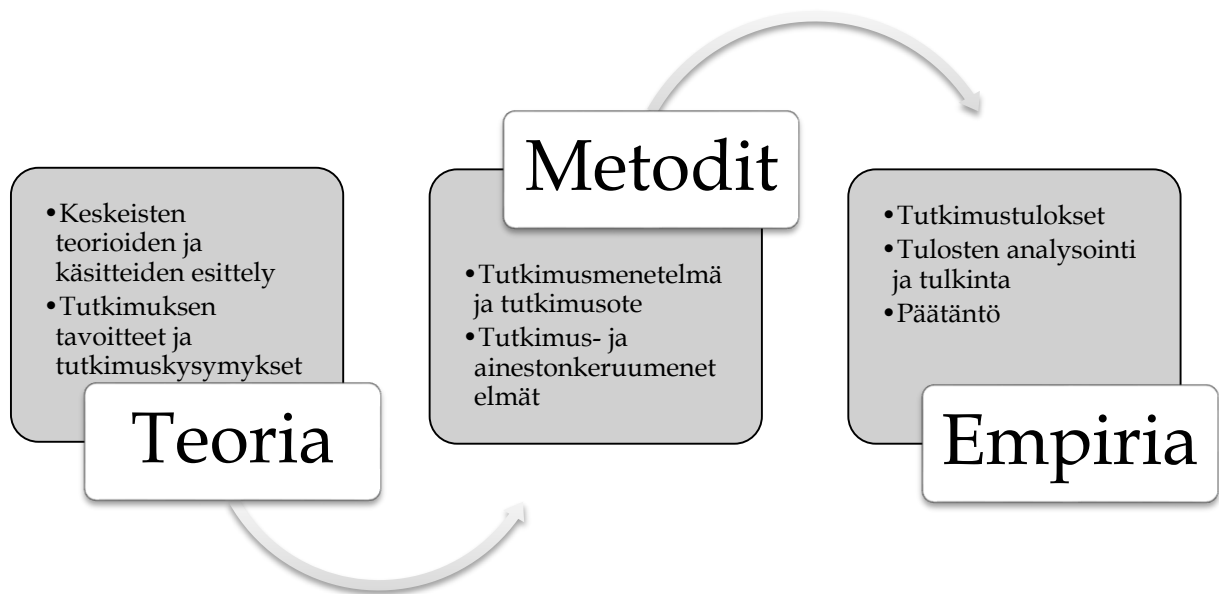 •Keskeisten
teorioiden ja
käsitteiden esittely
•Tutkimuksen
tavoitteet ja
tutkimuskysymykset
Teoria
Metodit
•Tutkimusmenetelmä
ja tutkimusote
•Tutkimus- ja
ainestonkeruumenet
elmät
•Tutkimustulokset
•Tulosten analysointi
ja tulkinta
•Päätäntö
Empiria